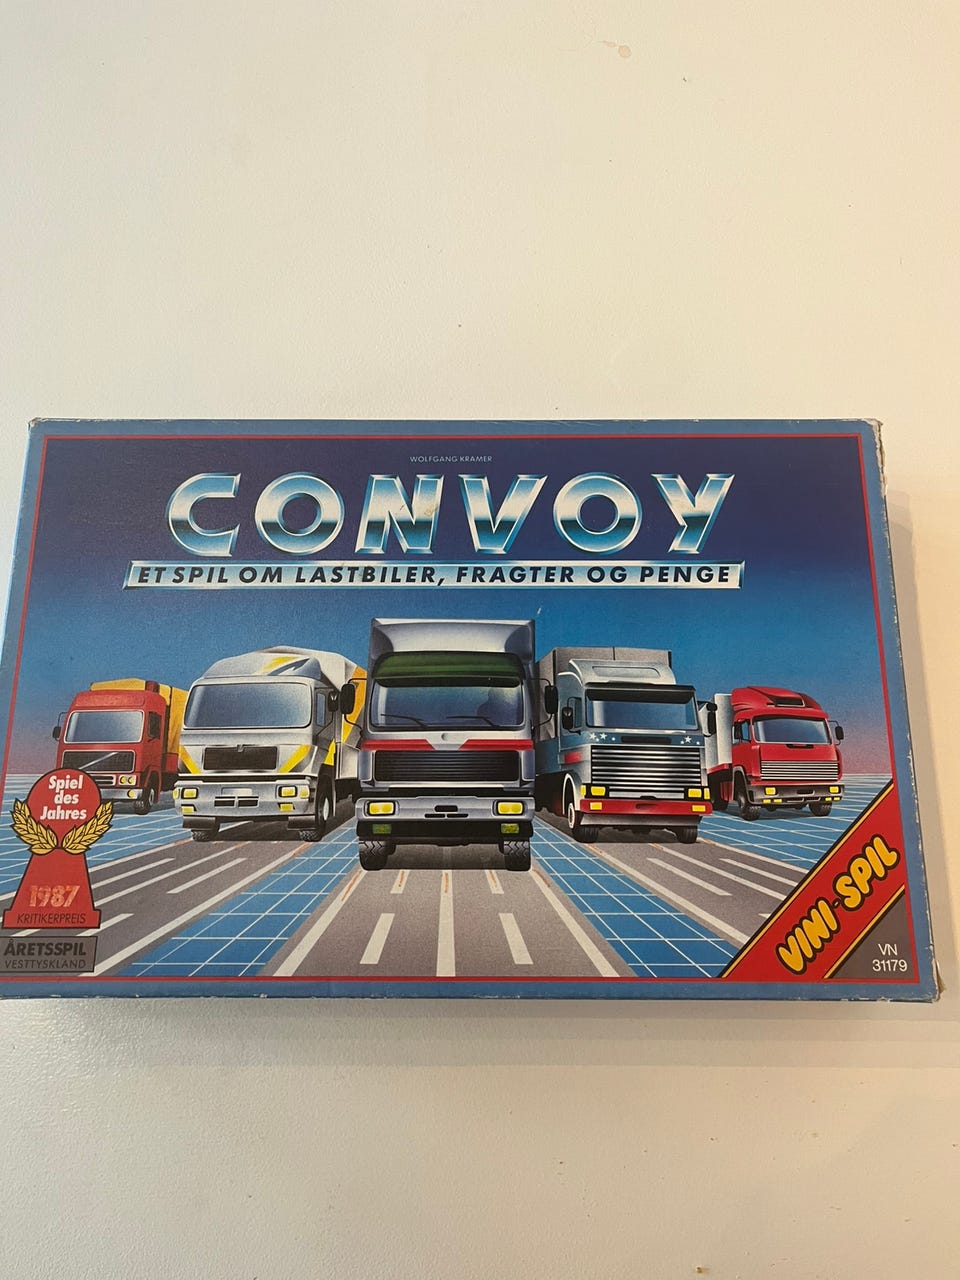 WOLFGANG KRAMER
CONVOY
ET SPIL OM LASTBILER, FRAGTER OG PENGE
Spiel
des
Jahres
1987
KRITIKERPREIS
ÅRETSSPIL
VESTTYSKLAND
VINI-SPIL
VN
31179